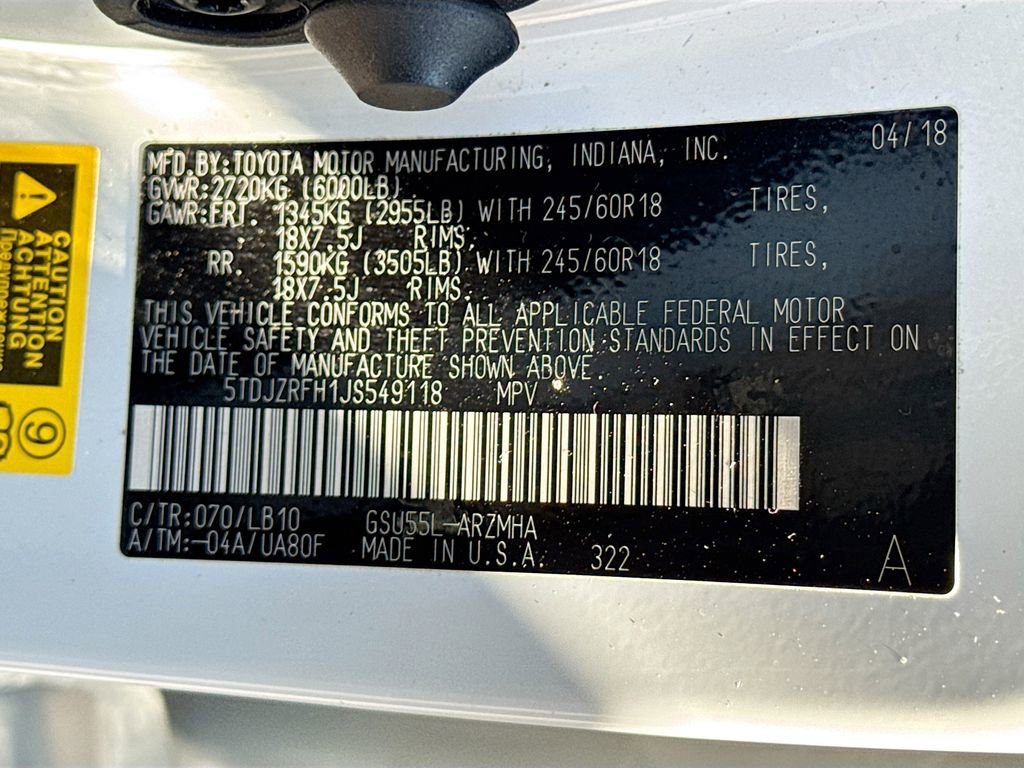 04/18
MFD.BY:TOYOTA MOTOR MANUFACTURING, INDIANA, INC.
GVWR:2720KG (6000LB)
GAWR:FRT. 1345KG (2955LB) WITH 245/60R18 TIRES,
18X7.5J RIMS.
RR. 1590KG (3505LB) WITH 245/60R18 TIRES,
18X7.5J RIMS.
THIS VEHICLE CONFORMS TO ALL APPLICABLE FEDERAL MOTOR
VEHICLE SAFETY AND THEFT PREVENTION STANDARDS IN EFFECT ON
THE DATE OF MANUFACTURE SHOWN ABOVE.
5TDJZRFH1JS549118 MPV
C/TR:070/LB10 GSU55L-ARZMHA
A/TM:-04A/UA80F MADE IN U.S.A. 322
A
CAUTION
ATTENTION
ACHTUNG
9